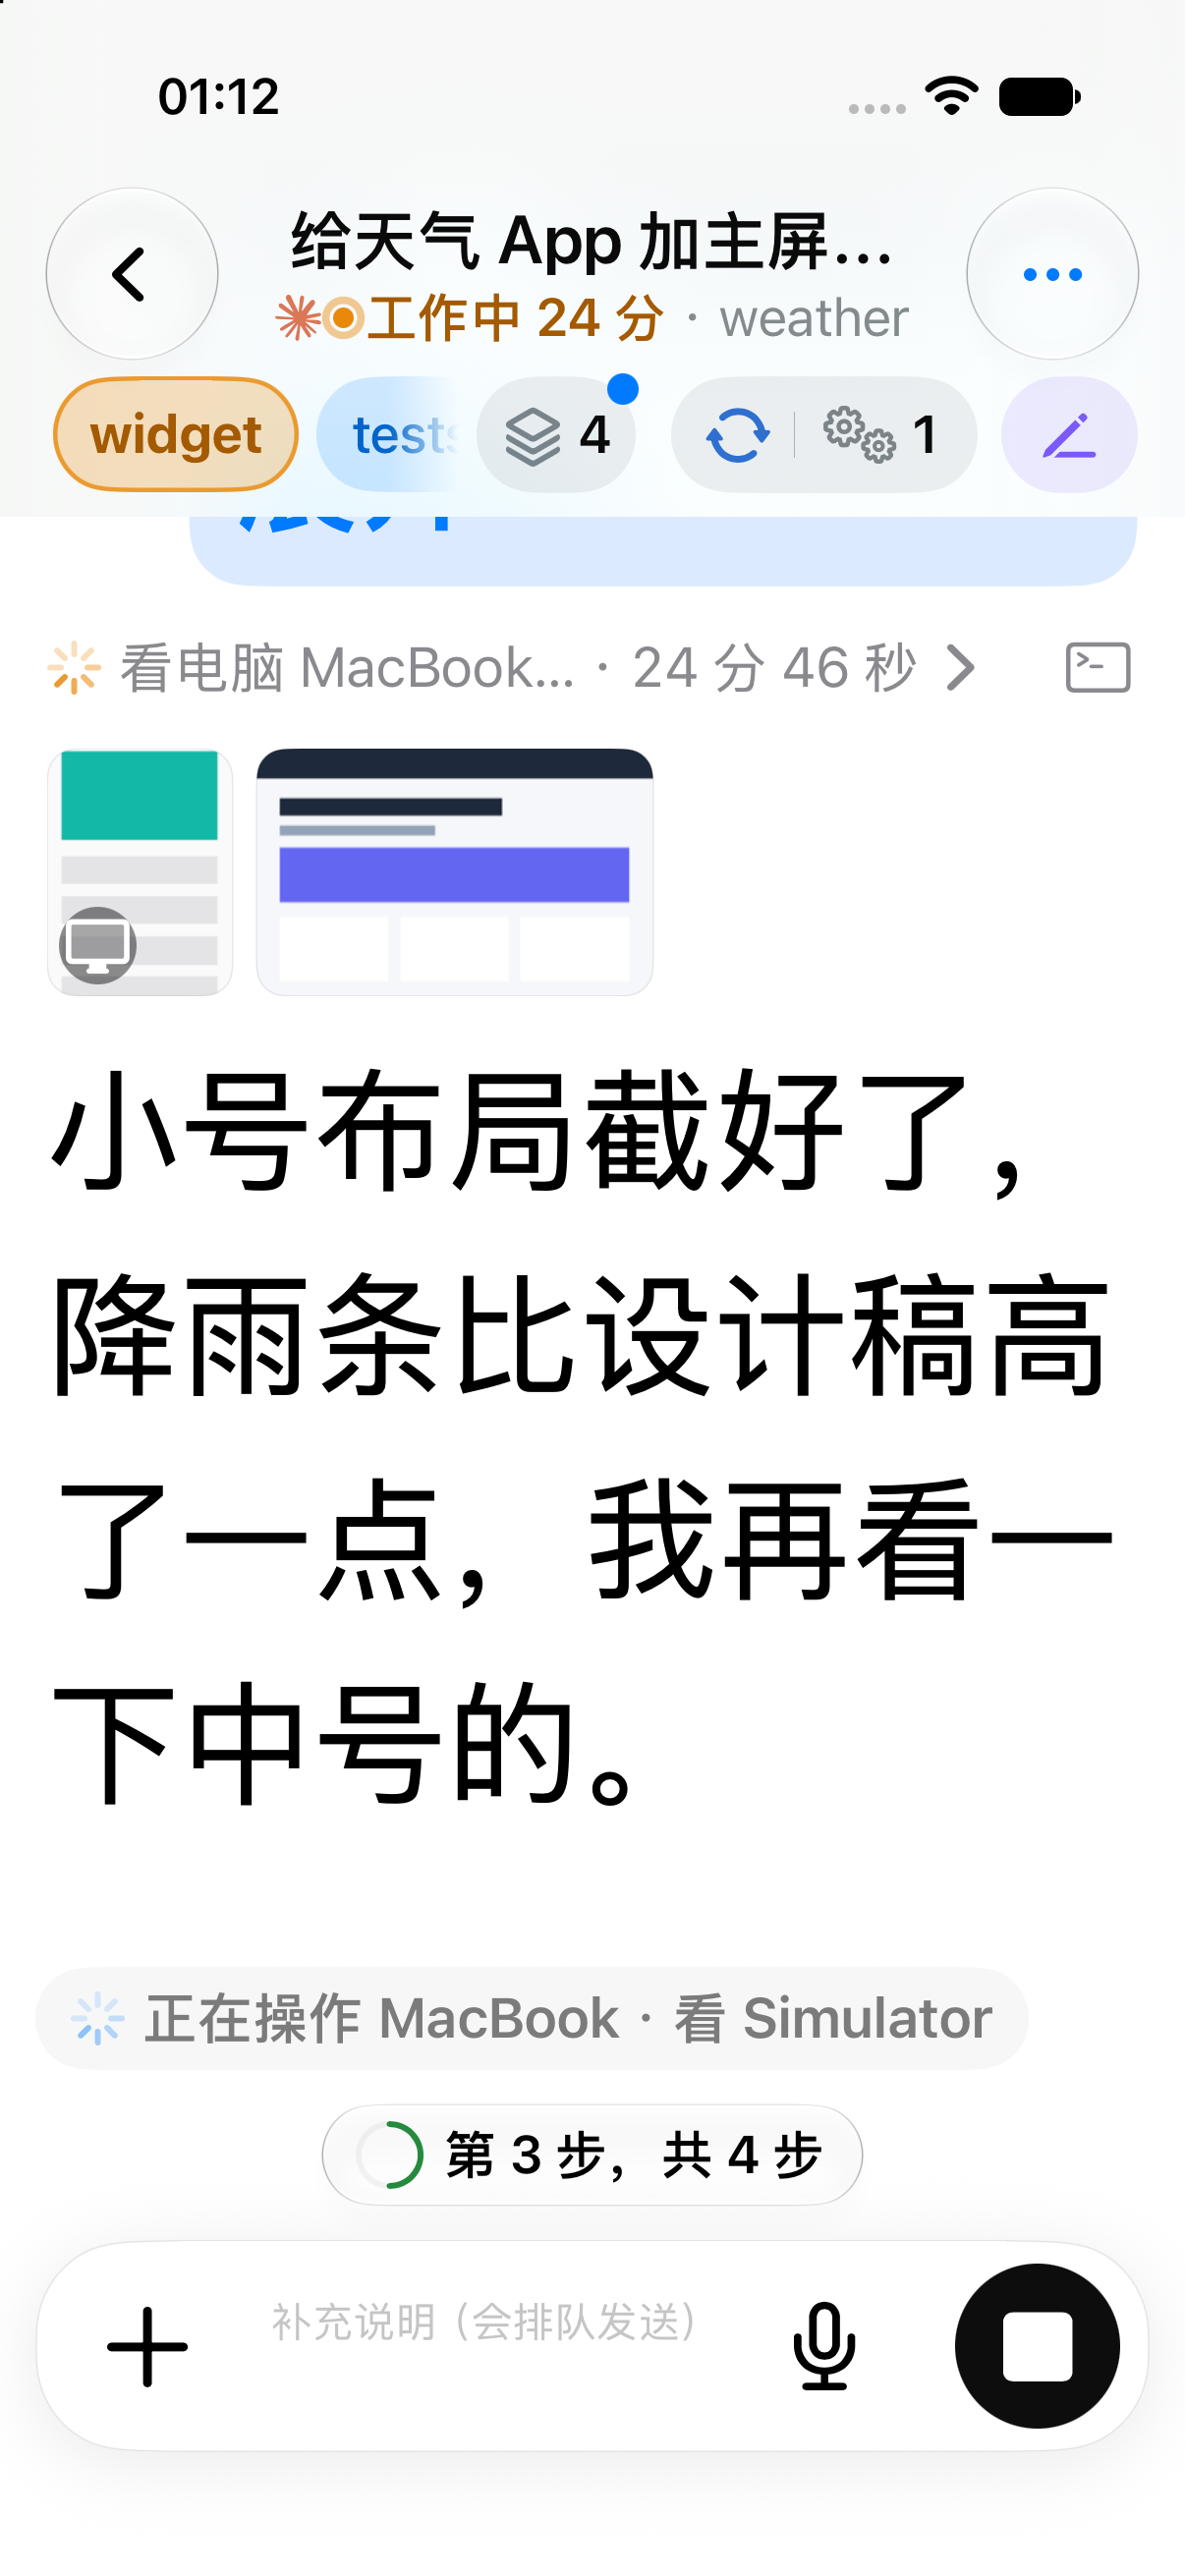 01:12
给天气 App 加主屏...
工作中 24 分 · weather
widget
tests
4
1
看电脑 MacBook... · 24 分 46 秒
小号布局截好了，
降雨条比设计稿高
了一点，我再看一
下中号的。
正在操作 MacBook · 看 Simulator
第 3 步，共 4 步
补充说明（会排队发送）